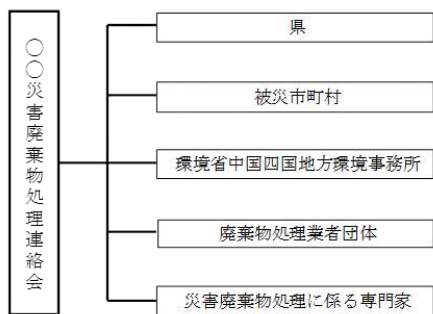 〇〇災害廃棄物処理連絡会
県
被災市町村
環境省中国四国地方環境事務所
廃棄物処理業者団体
災害廃棄物処理に係る専門家